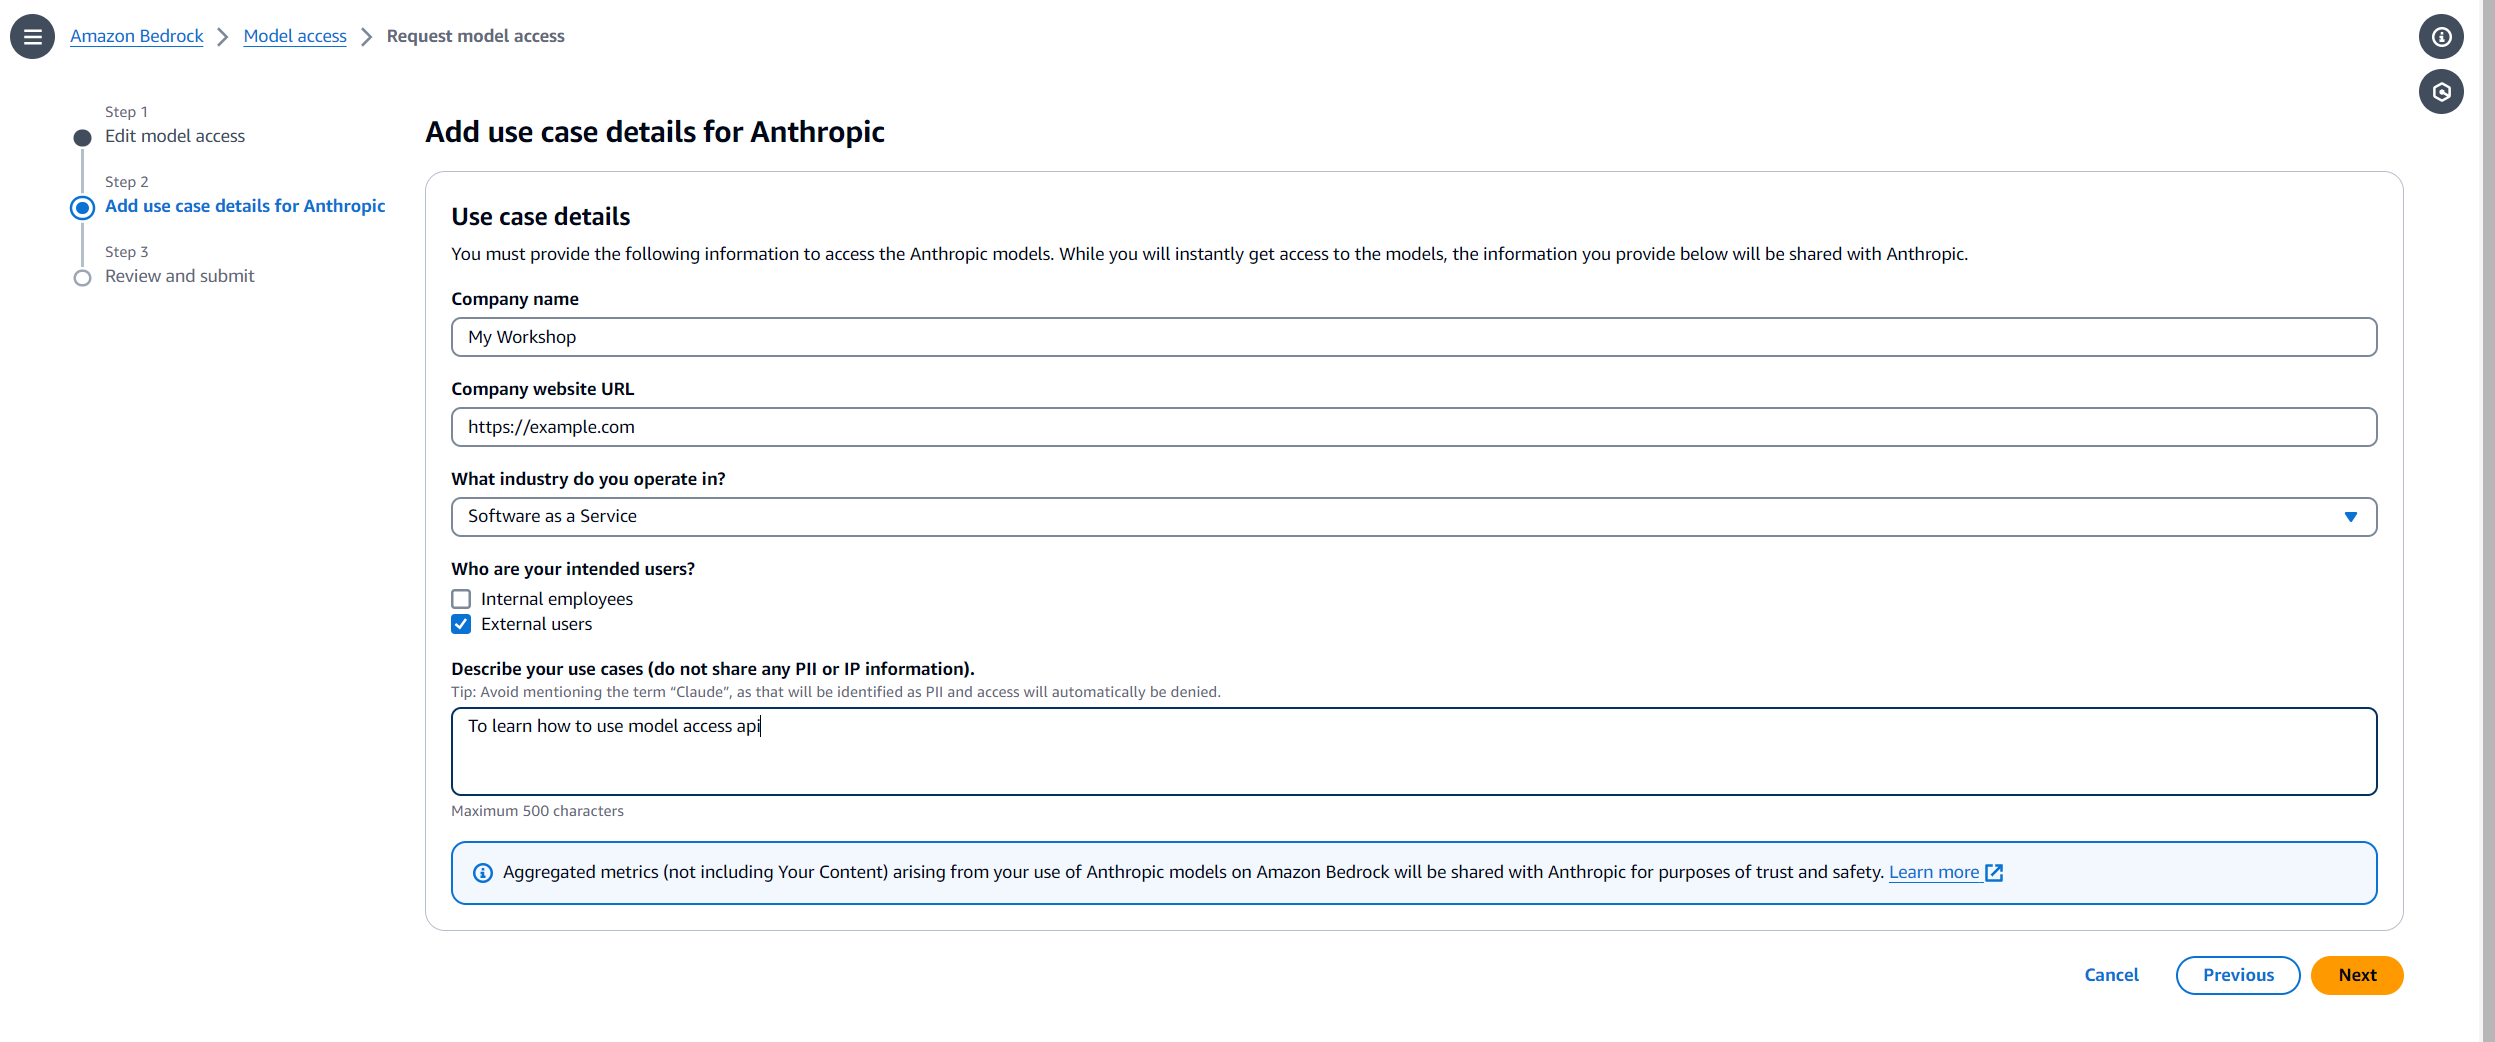 Amazon Bedrock > Model access > Request model access
Step 1
Edit model access
Step 2
Add use case details for Anthropic
Step 3
Review and submit
Add use case details for Anthropic
Use case details
You must provide the following information to access the Anthropic models. While you will instantly get access to the models, the information you provide below will be shared with Anthropic.
Company name
My Workshop
Company website URL
https://example.com
What industry do you operate in?
Software as a Service
Who are your intended users?
Internal employees
External users
Describe your use cases (do not share any PII or IP information).
Tip: Avoid mentioning the term “Claude”, as that will be identified as PII and access will automatically be denied.
To learn how to use model access api
Maximum 500 characters
Aggregated metrics (not including Your Content) arising from your use of Anthropic models on Amazon Bedrock will be shared with Anthropic for purposes of trust and safety. Learn more
Cancel Previous Next